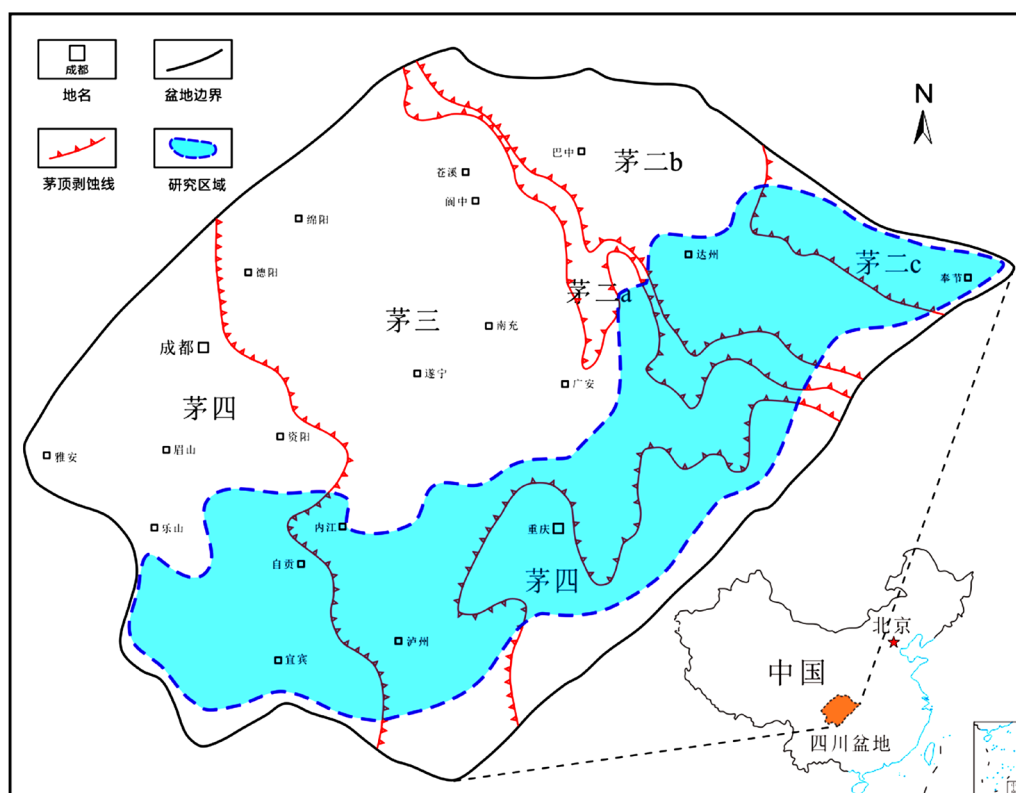 成都
地名
盆地边界
茅顶剥蚀线
研究区域
N
巴中
茅二b
苍溪
阆中
绵阳
达州
茅二c
奉节
德阳
茅二a
茅三
南充
成都
遂宁
广安
茅四
资阳
眉山
雅安
乐山
内江
重庆
自贡
茅四
泸州
宜宾
北京
中国
四川盆地